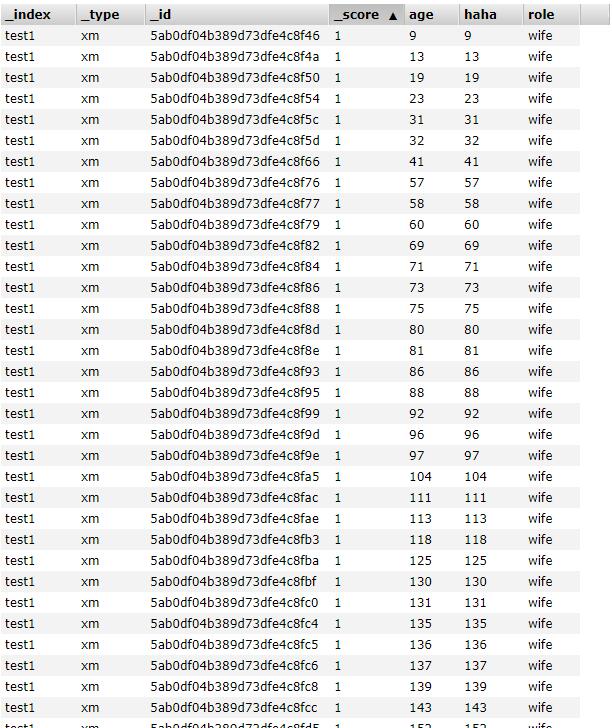 _index _type _id _score ▲ age haha role
test1 xm 5ab0df04b389d73dfe4c8f46 1 9 9 wife
test1 xm 5ab0df04b389d73dfe4c8f4a 1 13 13 wife
test1 xm 5ab0df04b389d73dfe4c8f50 1 19 19 wife
test1 xm 5ab0df04b389d73dfe4c8f54 1 23 23 wife
test1 xm 5ab0df04b389d73dfe4c8f5c 1 31 31 wife
test1 xm 5ab0df04b389d73dfe4c8f5d 1 32 32 wife
test1 xm 5ab0df04b389d73dfe4c8f66 1 41 41 wife
test1 xm 5ab0df04b389d73dfe4c8f76 1 57 57 wife
test1 xm 5ab0df04b389d73dfe4c8f77 1 58 58 wife
test1 xm 5ab0df04b389d73dfe4c8f79 1 60 60 wife
test1 xm 5ab0df04b389d73dfe4c8f82 1 69 69 wife
test1 xm 5ab0df04b389d73dfe4c8f84 1 71 71 wife
test1 xm 5ab0df04b389d73dfe4c8f86 1 73 73 wife
test1 xm 5ab0df04b389d73dfe4c8f88 1 75 75 wife
test1 xm 5ab0df04b389d73dfe4c8f8d 1 80 80 wife
test1 xm 5ab0df04b389d73dfe4c8f8e 1 81 81 wife
test1 xm 5ab0df04b389d73dfe4c8f93 1 86 86 wife
test1 xm 5ab0df04b389d73dfe4c8f95 1 88 88 wife
test1 xm 5ab0df04b389d73dfe4c8f99 1 92 92 wife
test1 xm 5ab0df04b389d73dfe4c8f9d 1 96 96 wife
test1 xm 5ab0df04b389d73dfe4c8f9e 1 97 97 wife
test1 xm 5ab0df04b389d73dfe4c8fa5 1 104 104 wife
test1 xm 5ab0df04b389d73dfe4c8fac 1 111 111 wife
test1 xm 5ab0df04b389d73dfe4c8fae 1 113 113 wife
test1 xm 5ab0df04b389d73dfe4c8fb3 1 118 118 wife
test1 xm 5ab0df04b389d73dfe4c8fba 1 125 125 wife
test1 xm 5ab0df04b389d73dfe4c8fbf 1 130 130 wife
test1 xm 5ab0df04b389d73dfe4c8fc0 1 131 131 wife
test1 xm 5ab0df04b389d73dfe4c8fc4 1 135 135 wife
test1 xm 5ab0df04b389d73dfe4c8fc5 1 136 136 wife
test1 xm 5ab0df04b389d73dfe4c8fc6 1 137 137 wife
test1 xm 5ab0df04b389d73dfe4c8fc8 1 139 139 wife
test1 xm 5ab0df04b389d73dfe4c8fcc 1 143 143 wife
test1 xm 5ab0df04b389d73dfe4c8fd5 1 152 152 wife